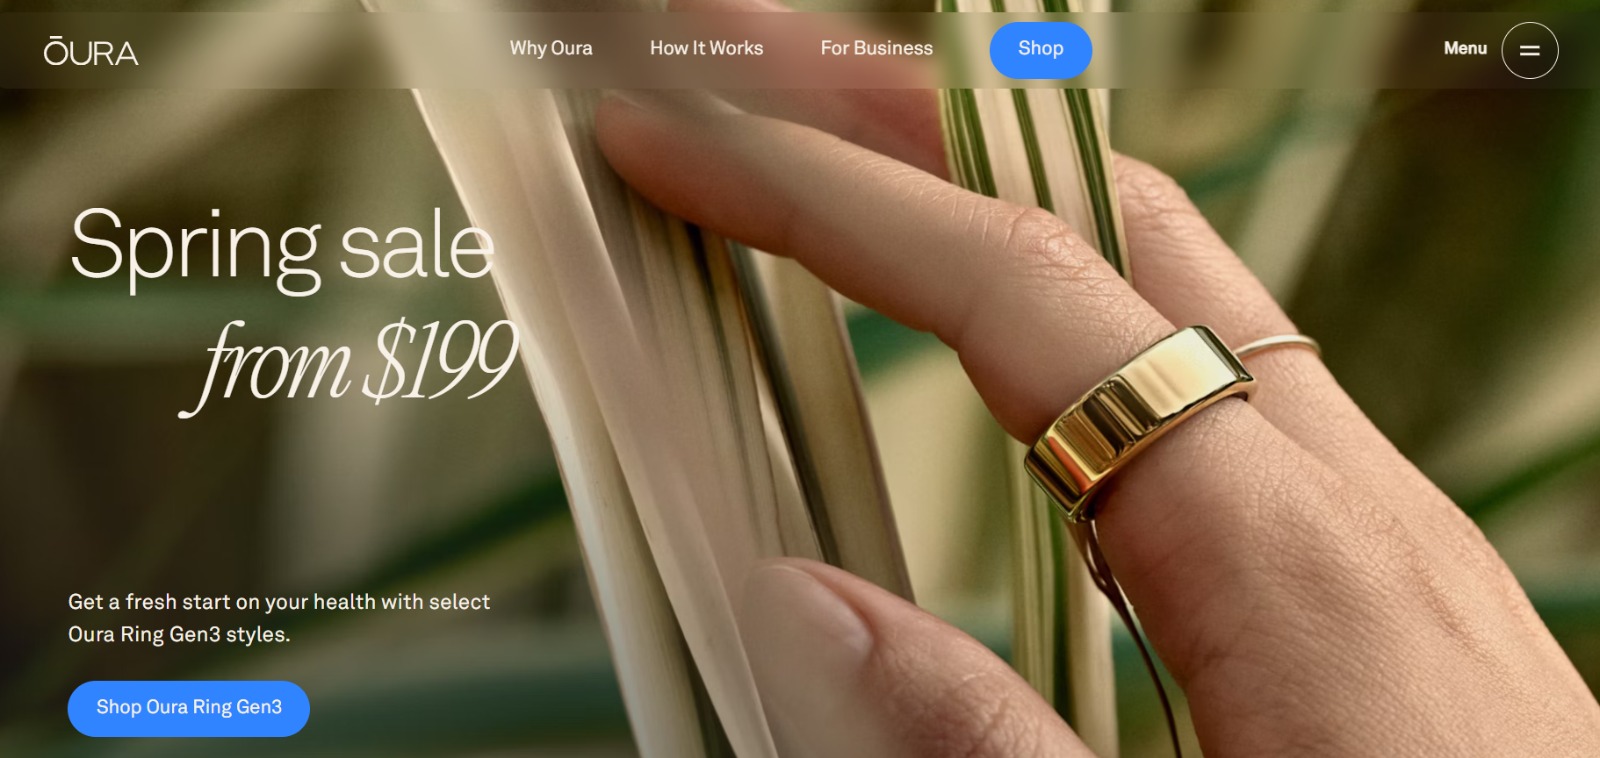 ŌURA
Why Oura
How It Works
For Business
Shop
Menu
Spring sale
from $199
Get a fresh start on your health with select
Oura Ring Gen3 styles.
Shop Oura Ring Gen3